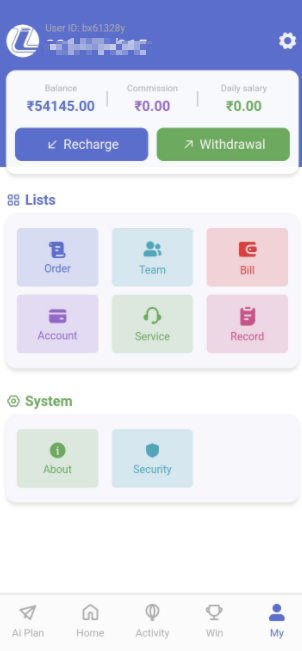 User ID: bx61328y
Balance
Commission
Daily salary
₹54145.00
₹0.00
₹0.00
Recharge
Withdrawal
Lists
Order
Team
Bill
Account
Service
Record
System
About
Security
Ai Plan
Home
Activity
Win
My